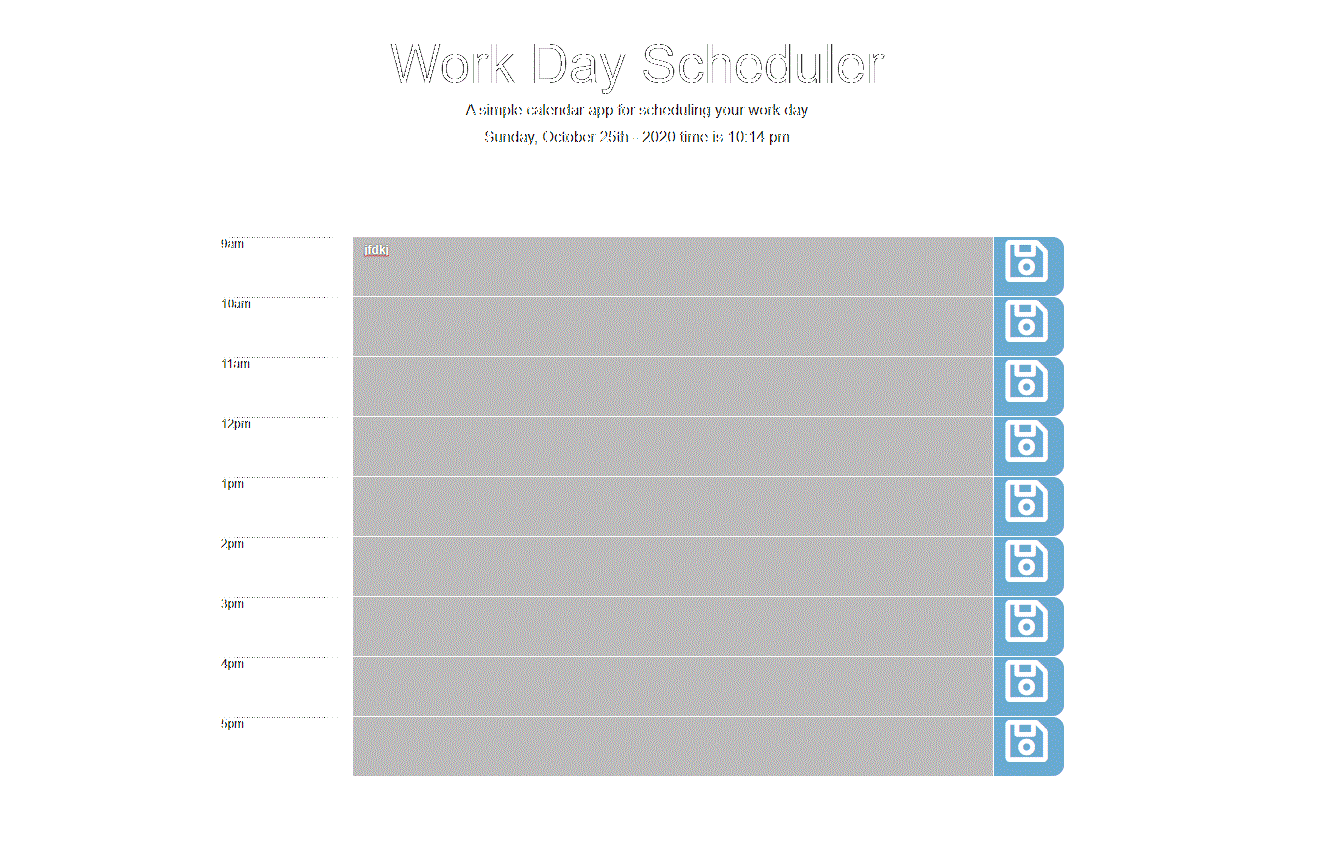 Work Day Scheduler
A simple calendar app for scheduling your work day
Sunday, October 25th - 2020 time is 10:14 pm
9am
jfdkj
10am
11am
12pm
1pm
2pm
3pm
4pm
5pm